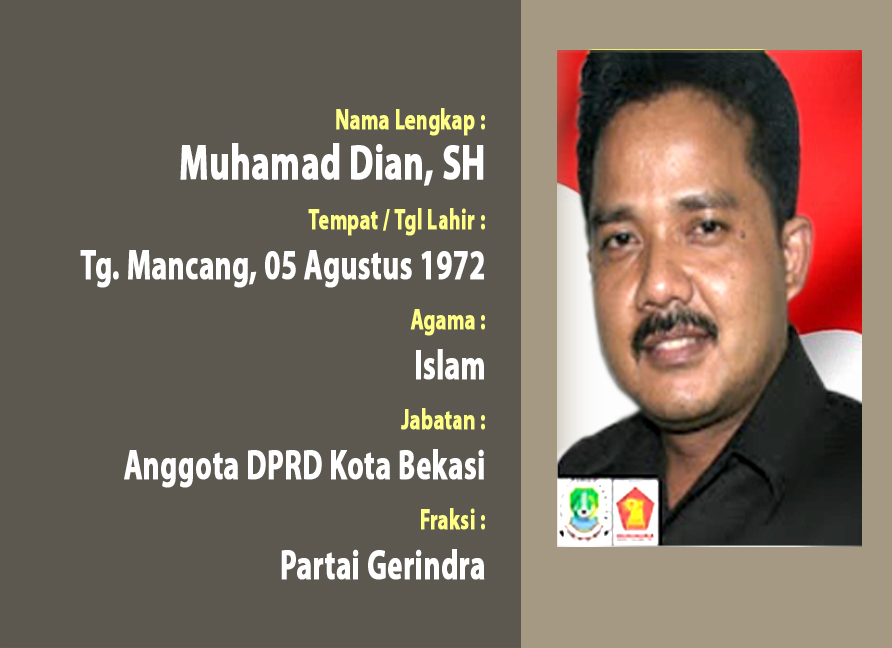 Nama Lengkap :
Muhamad Dian, SH
Tempat / Tgl Lahir :
Tg. Mancang, 05 Agustus 1972
Agama :
Islam
Jabatan :
Anggota DPRD Kota Bekasi
Fraksi :
Partai Gerindra